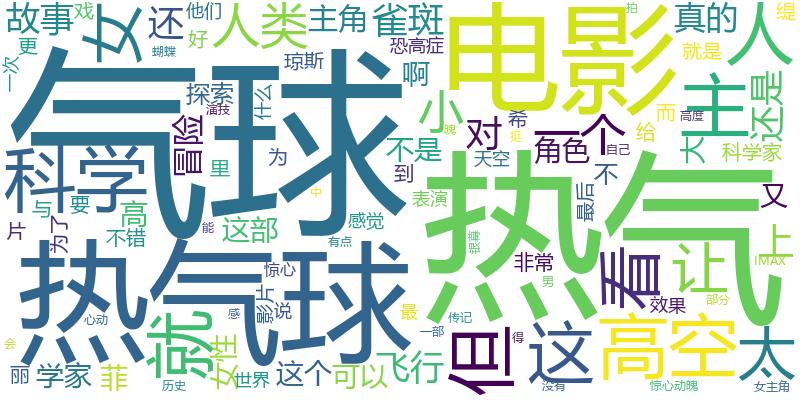 故事
戏
女
还
他们
人类
主角
雀斑
电影
真的
人
拍
缇
一次
更
蝴蝶
好
琼斯
恐高症
啊
就是
气球
探索
演技
什么
小
希
而
主
还是
高度
科学
冒险
里
为
不是
魄
对
挺
一个
给
大
科学家
天空
角色
自己
不
到
与
要
片
为了
高
不错
能
这部
感觉
表演
最后
又
有点
中
热气
上
热气球
惊心
影片
说
银幕
非常
男
看
让
IMAX
效果
部分
心动
感
最
一部
传记
得
但
这
高空
太
会
丽
学家
菲
就
女性
历史
世界
这个
可以
飞行
没有
惊心动魄
女主角